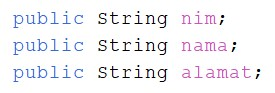 public String nim;
public String nama;
public String alamat;